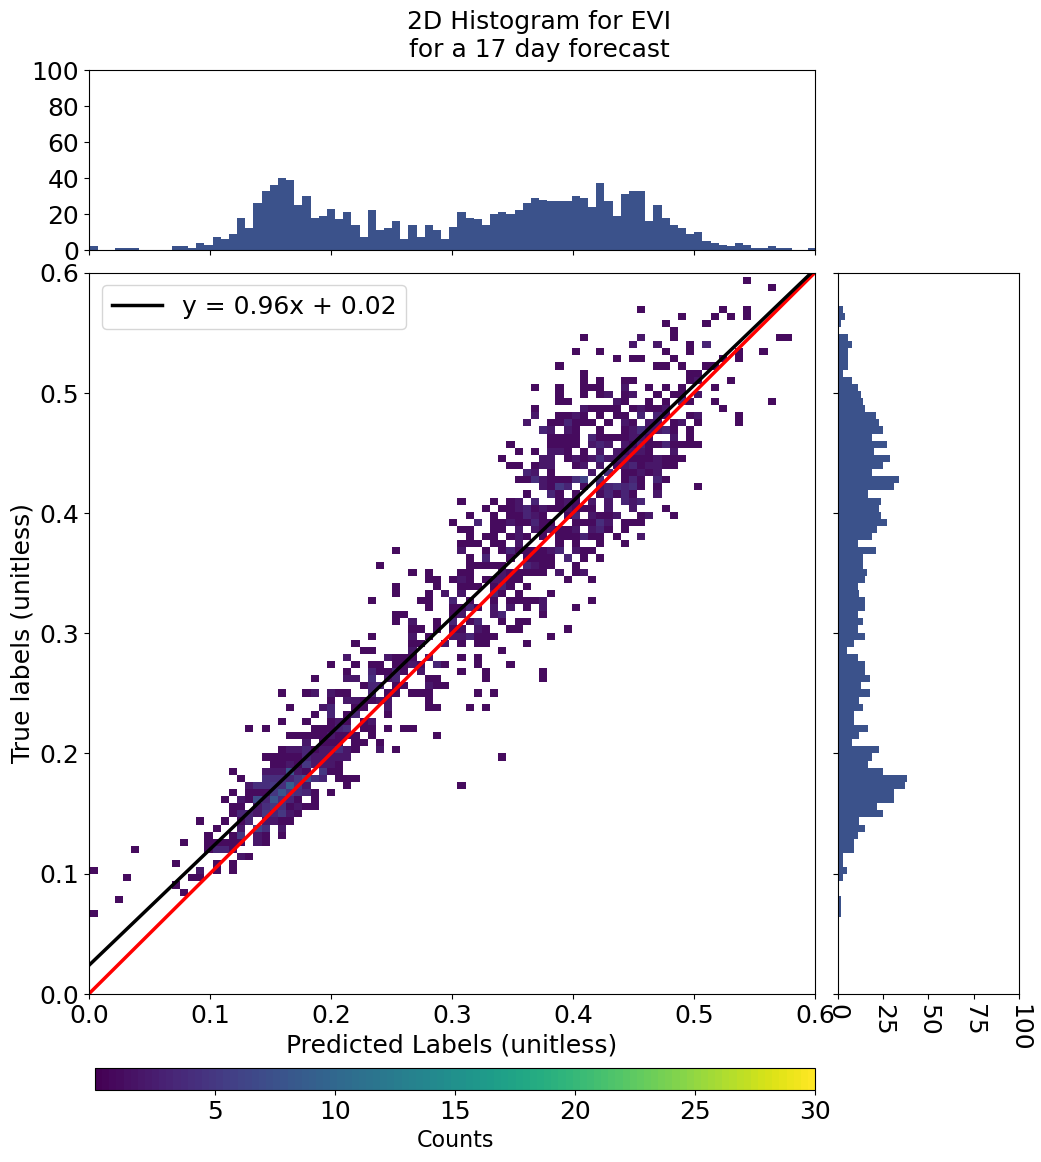 2D Histogram for EVI
for a 17 day forecast
100
80
60
40
20
0
0.6
0.5
0.4
0.3
0.2
0.1
0.0
True labels (unitless)
y = 0.96x + 0.02
0.0 0.1 0.2 0.3 0.4 0.5 0.6
Predicted Labels (unitless)
0 25 50 75 100
5 10 15 20 25 30
Counts